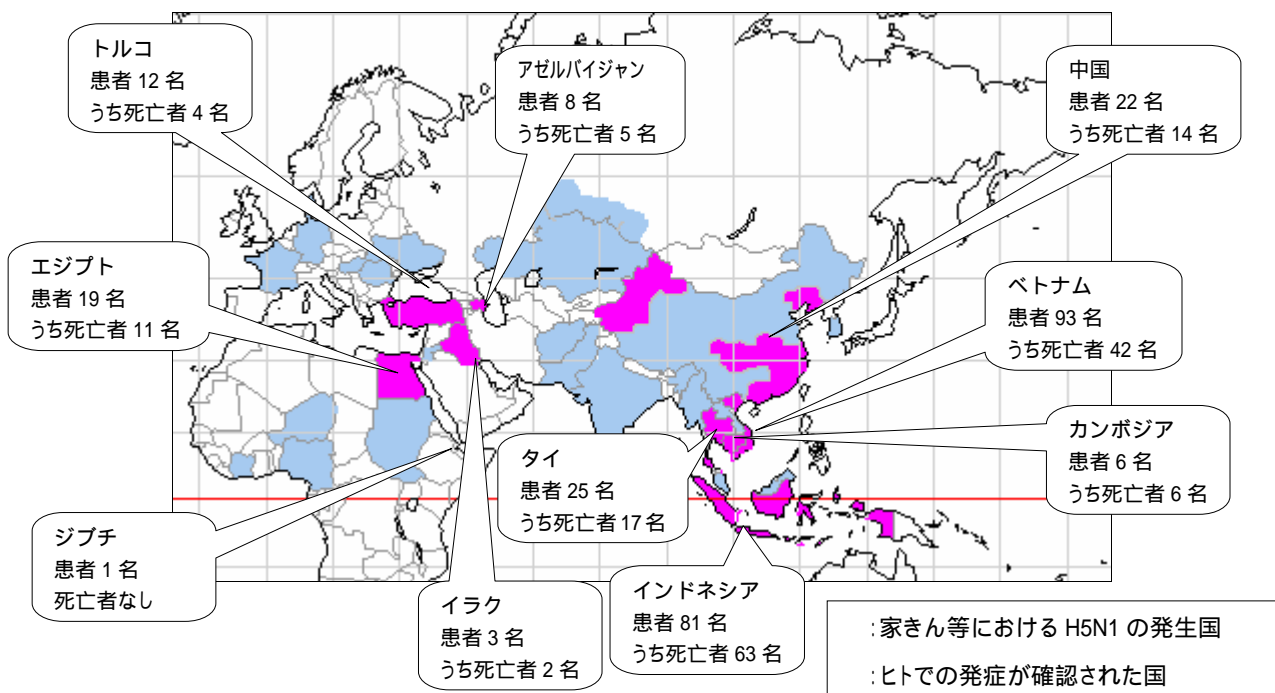 トルコ
患者 12 名
うち死亡者 4 名
アゼルバイジャン
患者 8 名
うち死亡者 5 名
中国
患者 22 名
うち死亡者 14 名
エジプト
患者 19 名
うち死亡者 11 名
ベトナム
患者 93 名
うち死亡者 42 名
カンボジア
患者 6 名
うち死亡者 6 名
タイ
患者 25 名
うち死亡者 17 名
ジブチ
患者 1 名
死亡者なし
イラク
患者 3 名
うち死亡者 2 名
インドネシア
患者 81 名
うち死亡者 63 名
:家きん等における H5N1 の発生国
:ヒトでの発症が確認された国